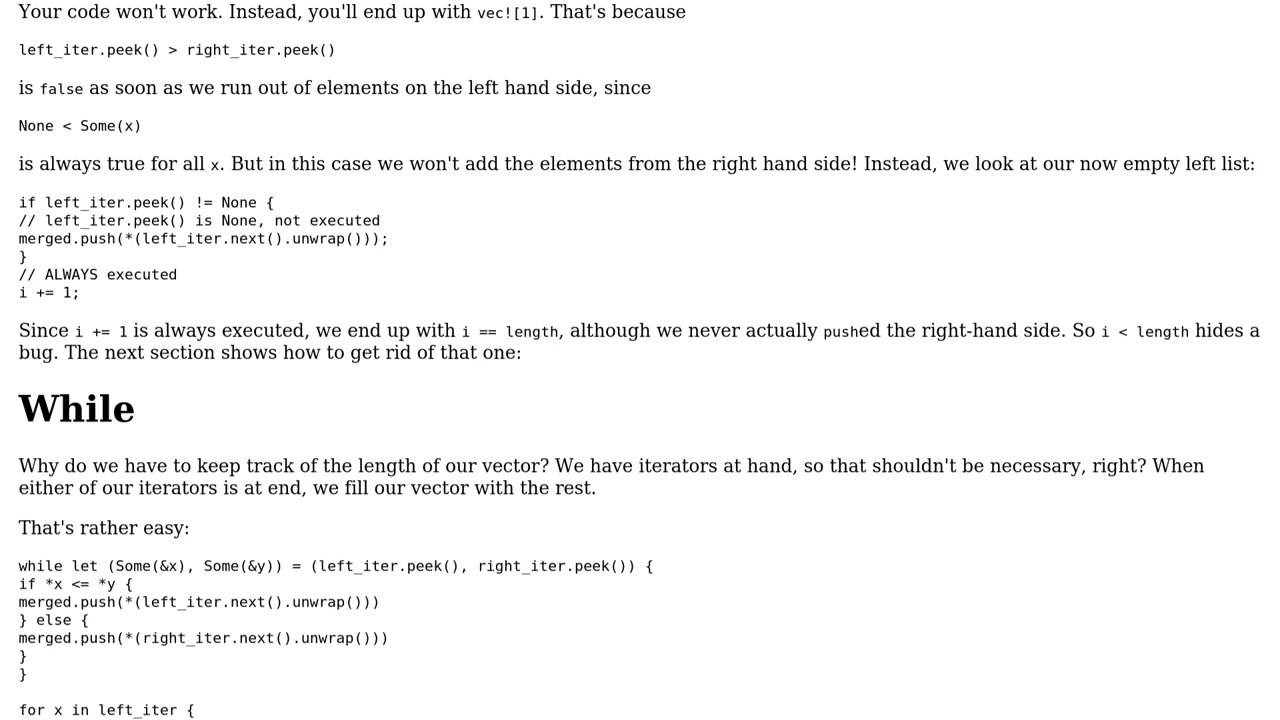 Your code won't work. Instead, you'll end up with vec![1]. That's because
left_iter.peek() > right_iter.peek()
is false as soon as we run out of elements on the left hand side, since
None < Some(x)
is always true for all x. But in this case we won't add the elements from the right hand side! Instead, we look at our now empty left list:
if left_iter.peek() != None {
// left_iter.peek() is None, not executed
merged.push(*(left_iter.next().unwrap()));
}
// ALWAYS executed
i += 1;
Since i += 1 is always executed, we end up with i == length, although we never actually pushed the right-hand side. So i < length hides a
bug. The next section shows how to get rid of that one:
While
Why do we have to keep track of the length of our vector? We have iterators at hand, so that shouldn't be necessary, right? When
either of our iterators is at end, we fill our vector with the rest.
That's rather easy:
while let (Some(&x), Some(&y)) = (left_iter.peek(), right_iter.peek()) {
if *x <= *y {
merged.push(*(left_iter.next().unwrap()))
} else {
merged.push(*(right_iter.next().unwrap()))
}
}
for x in left_iter {